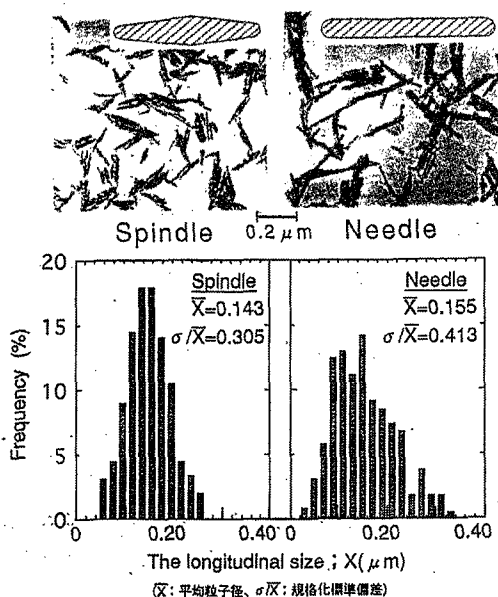 Spindle 0.2 μm Needle
Frequency (%)
20
15
10
5
0
Spindle
X̄=0.143
σ/X̄=0.305
Needle
X̄=0.155
σ/X̄=0.413
0 0.20 0.40 0 0.20 0.40
The longitudinal size ; X(μm)
(X̄: 平均粒子径、σ/X̄: 規格化標準偏差)